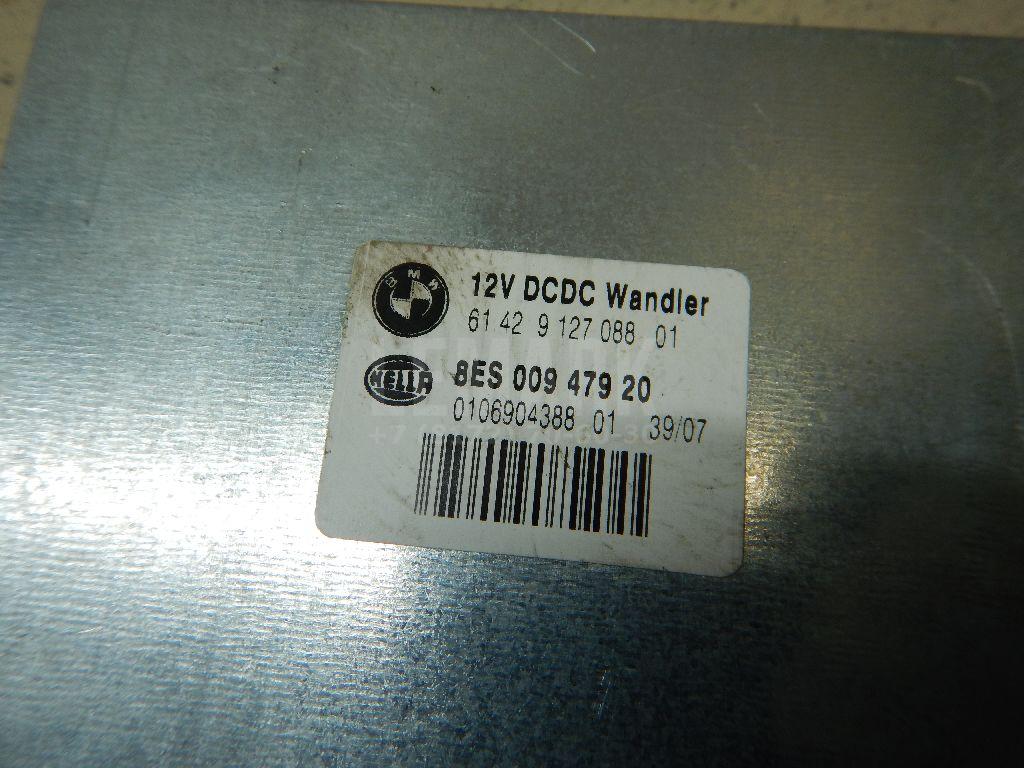 BMW
12V DCDC Wandler
61 42 9 127 088 01
HELLA
8ES 009 479 20
0106904388 01 39/07